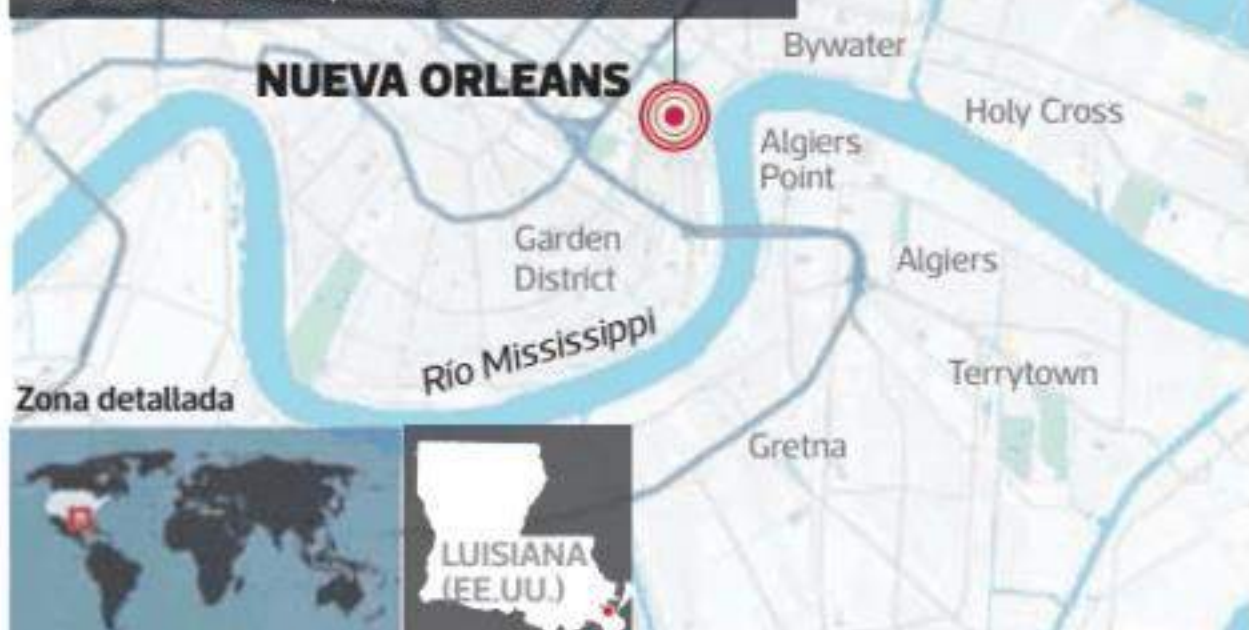 Bywater
NUEVA ORLEANS
Holy Cross
Algiers
Point
Garden
District
Algiers
Río Mississippi
Terrytown
Zona detallada
Gretna
LUISIANA
(EE.UU.)